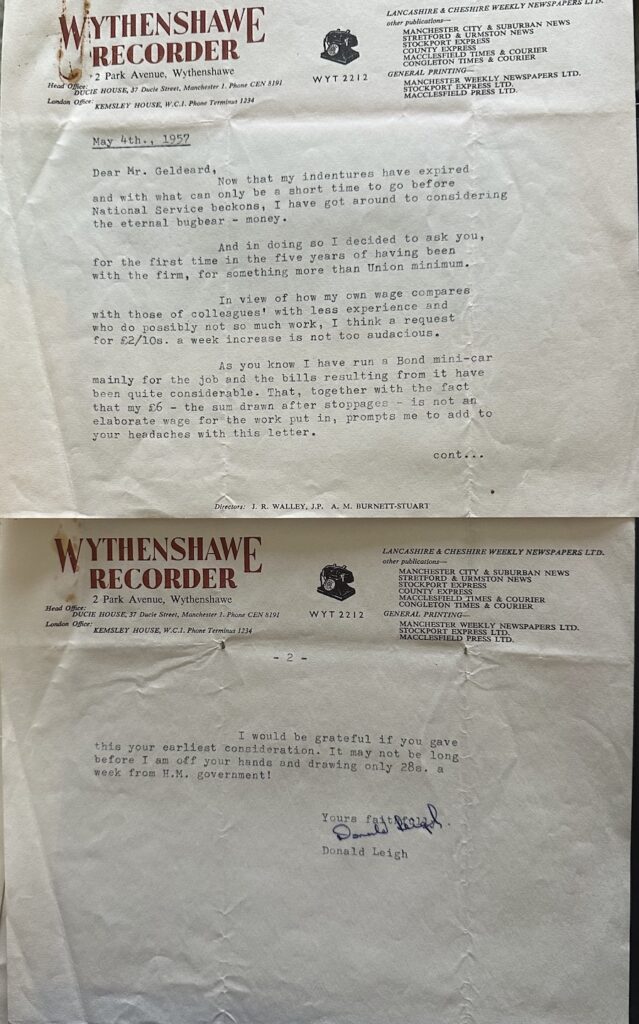 WYTHENSHAWE
RECORDER
2 Park Avenue, Wythenshawe
Head Office:
DUCIE HOUSE, 37 Ducie Street, Manchester 1. Phone CEN 8191
London Office:
KEMSLEY HOUSE, W.C.1. Phone Terminus 1234
WYT 2212
LANCASHIRE & CHESHIRE WEEKLY NEWSPAPERS LTD.
other publications—
MANCHESTER CITY & SUBURBAN NEWS
STRETFORD & URMSTON NEWS
STOCKPORT EXPRESS
COUNTY EXPRESS
MACCLESFIELD TIMES & COURIER
CONGLETON TIMES & COURIER
GENERAL PRINTING—
MANCHESTER WEEKLY NEWSPAPERS LTD.
STOCKPORT EXPRESS LTD.
MACCLESFIELD PRESS LTD.
May 4th., 1957
Dear Mr. Geldeard,
Now that my indentures have expired
and with what can only be a short time to go before
National Service beckons, I have got around to considering
the eternal bugbear - money.
And in doing so I decided to ask you,
for the first time in the five years of having been
with the firm, for something more than Union minimum.
In view of how my own wage compares
with those of colleagues' with less experience and
who do possibly not so much work, I think a request
for £2/10s. a week increase is not too audacious.
As you know I have run a Bond mini-car
mainly for the job and the bills resulting from it have
been quite considerable. That, together with the fact
that my £6 - the sum drawn after stoppages - is not an
elaborate wage for the work put in, prompts me to add to
your headaches with this letter.
cont...
Directors: J. R. WALLEY, J.P. A. M. BURNETT-STUART
WYTHENSHAWE
RECORDER
2 Park Avenue, Wythenshawe
Head Office:
DUCIE HOUSE, 37 Ducie Street, Manchester 1. Phone CEN 8191
London Office:
KEMSLEY HOUSE, W.C.1. Phone Terminus 1234
WYT 2212
LANCASHIRE & CHESHIRE WEEKLY NEWSPAPERS LTD.
other publications—
MANCHESTER CITY & SUBURBAN NEWS
STRETFORD & URMSTON NEWS
STOCKPORT EXPRESS
COUNTY EXPRESS
MACCLESFIELD TIMES & COURIER
CONGLETON TIMES & COURIER
GENERAL PRINTING—
MANCHESTER WEEKLY NEWSPAPERS LTD.
STOCKPORT EXPRESS LTD.
MACCLESFIELD PRESS LTD.
- 2 -
I would be grateful if you gave
this your earliest consideration. It may not be long
before I am off your hands and drawing only 28s. a
week from H.M. government!
Yours faithfully
Donald Leigh.
Donald Leigh